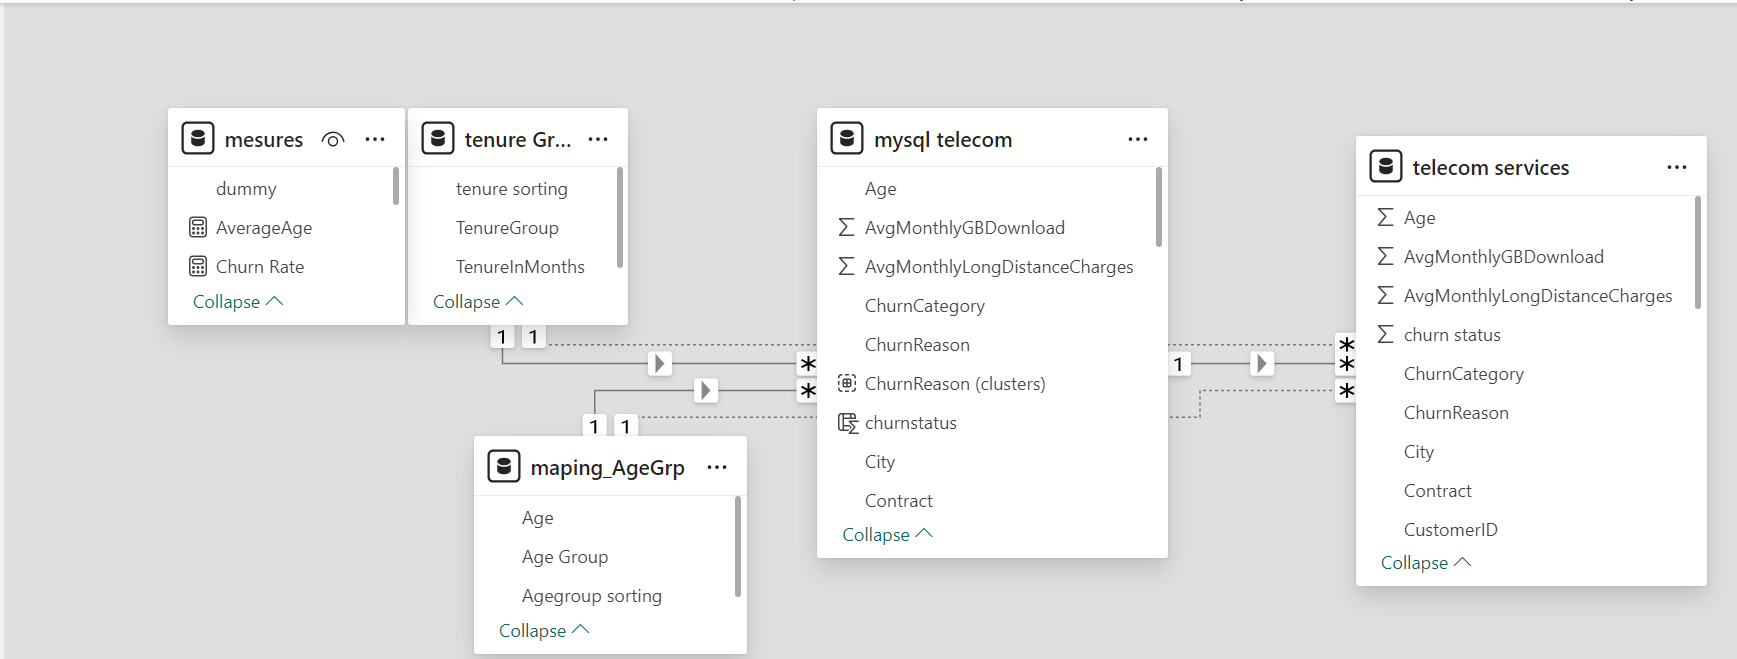 mesures
dummy
AverageAge
Churn Rate
Collapse
tenure Gr...
tenure sorting
TenureGroup
TenureInMonths
Collapse
1 1
maping_AgeGrp
Age
Age Group
Agegroup sorting
Collapse
1 1
mysql telecom
Age
AvgMonthlyGBDownload
AvgMonthlyLongDistanceCharges
ChurnCategory
ChurnReason
ChurnReason (clusters)
churnstatus
City
Contract
Collapse
*
*
1
telecom services
Age
AvgMonthlyGBDownload
AvgMonthlyLongDistanceCharges
churn status
ChurnCategory
ChurnReason
City
Contract
CustomerID
Collapse
*
*
*